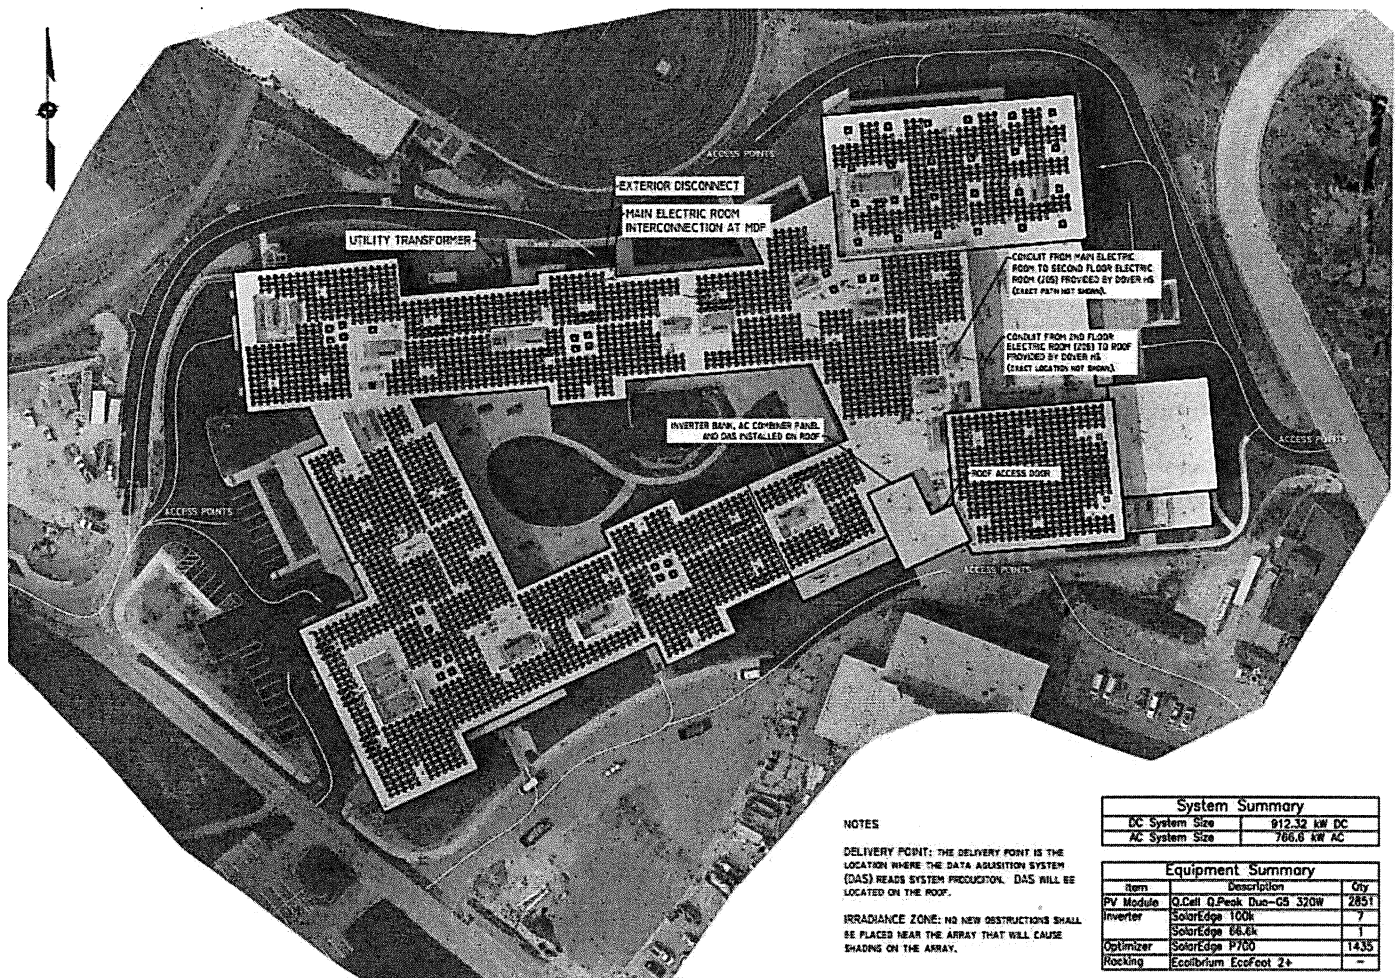 ACCESS POINTS
EXTERIOR DISCONNECT
MAIN ELECTRIC ROOM
INTERCONNECTION AT MDP
UTILITY TRANSFORMER
CONDUIT FROM MAIN ELECTRIC
ROOM TO SECOND FLOOR ELECTRIC
ROOM (205) PROVIDED BY DOVER HS
(EXACT PATH NOT SHOWN).
CONDUIT FROM 2ND FLOOR
ELECTRIC ROOM (205) TO ROOF
PROVIDED BY DOVER HS
(EXACT LOCATION NOT SHOWN).
INVERTER BANK, AC COMBINER PANEL
AND DAS INSTALLED ON ROOF
ACCESS POINTS
ROOF ACCESS DOOR
ACCESS POINTS
ACCESS POINTS
NOTES
DELIVERY POINT: THE DELIVERY POINT IS THE
LOCATION WHERE THE DATA AQUISITION SYSTEM
(DAS) READS SYSTEM PRODUCITON. DAS WILL BE
LOCATED ON THE ROOF.
IRRADIANCE ZONE: NO NEW OBSTRUCTIONS SHALL
BE PLACED NEAR THE ARRAY THAT WILL CAUSE
SHADING ON THE ARRAY.
System Summary
DC System Size 912.32 kW DC
AC System Size 766.6 kW AC
Equipment Summary
Item Description Qty
PV Module Q.Cell Q.Peak Duo-G5 320W 2851
Inverter SolarEdge 100k 7
SolarEdge 66.6k 1
Optimizer SolarEdge P700 1435
Racking Ecolibrium EcoFoot 2+ -